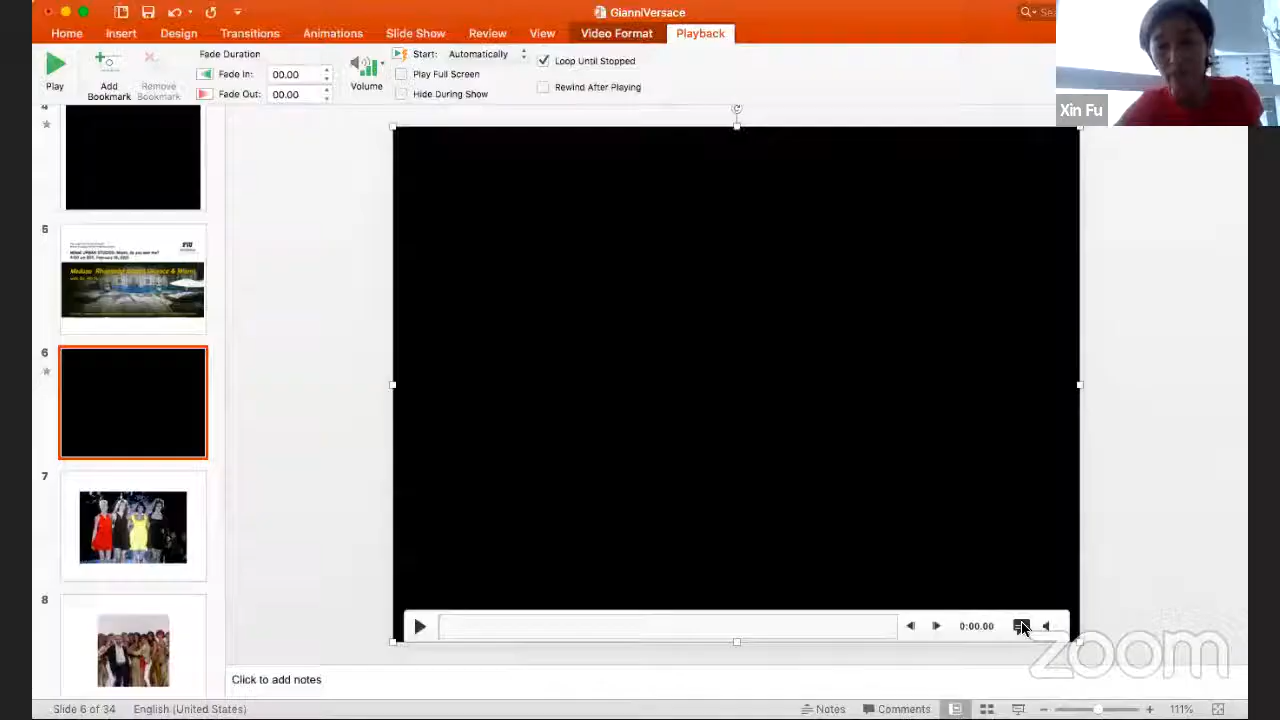 GianniVersace
Home Insert Design Transitions Animations Slide Show Review View Video Format Playback
Play
Add Bookmark
Remove Bookmark
Fade Duration
Fade In: 00.00
Fade Out: 00.00
Volume
Start: Automatically
Play Full Screen
Hide During Show
Loop Until Stopped
Rewind After Playing
Xin Fu
4
5
FIU
6
7
8
0:00.00
zoom
Click to add notes
Slide 6 of 34 English (United States) Notes Comments 111%